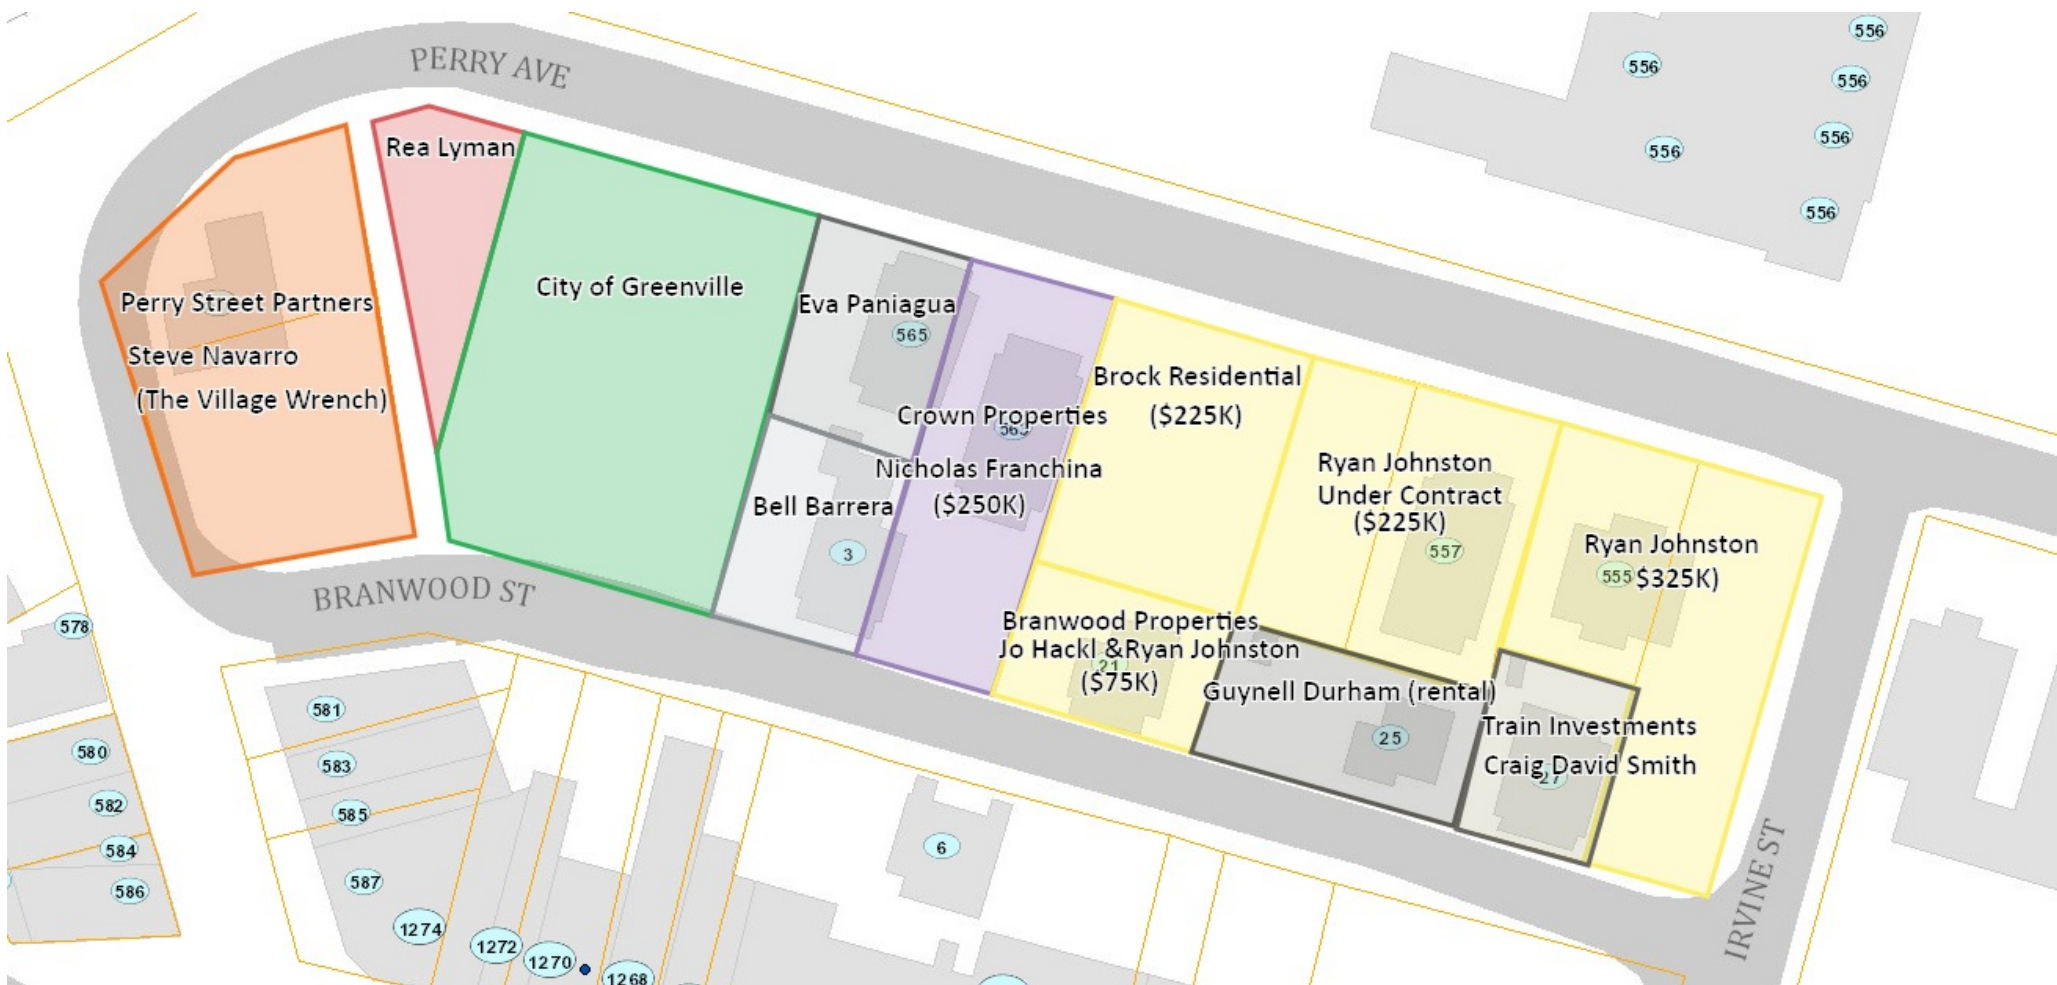 PERRY AVE
556
556
556
556
556
556
Rea Lyman
City of Greenville
Perry Street Partners
Steve Navarro
(The Village Wrench)
Eva Paniagua
565
Crown Properties
Nicholas Franchina
($250K)
Bell Barrera
3
Brock Residential
($225K)
Ryan Johnston
Under Contract
($225K)
557
Ryan Johnston
555 $325K)
Branwood Properties
Jo Hackl &Ryan Johnston
21
($75K)
Guynell Durham (rental)
25
Train Investments
Craig David Smith
27
BRANWOOD ST
IRVINE ST
578
580
582
584
586
581
583
585
587
1274
1272
1270
1268
6